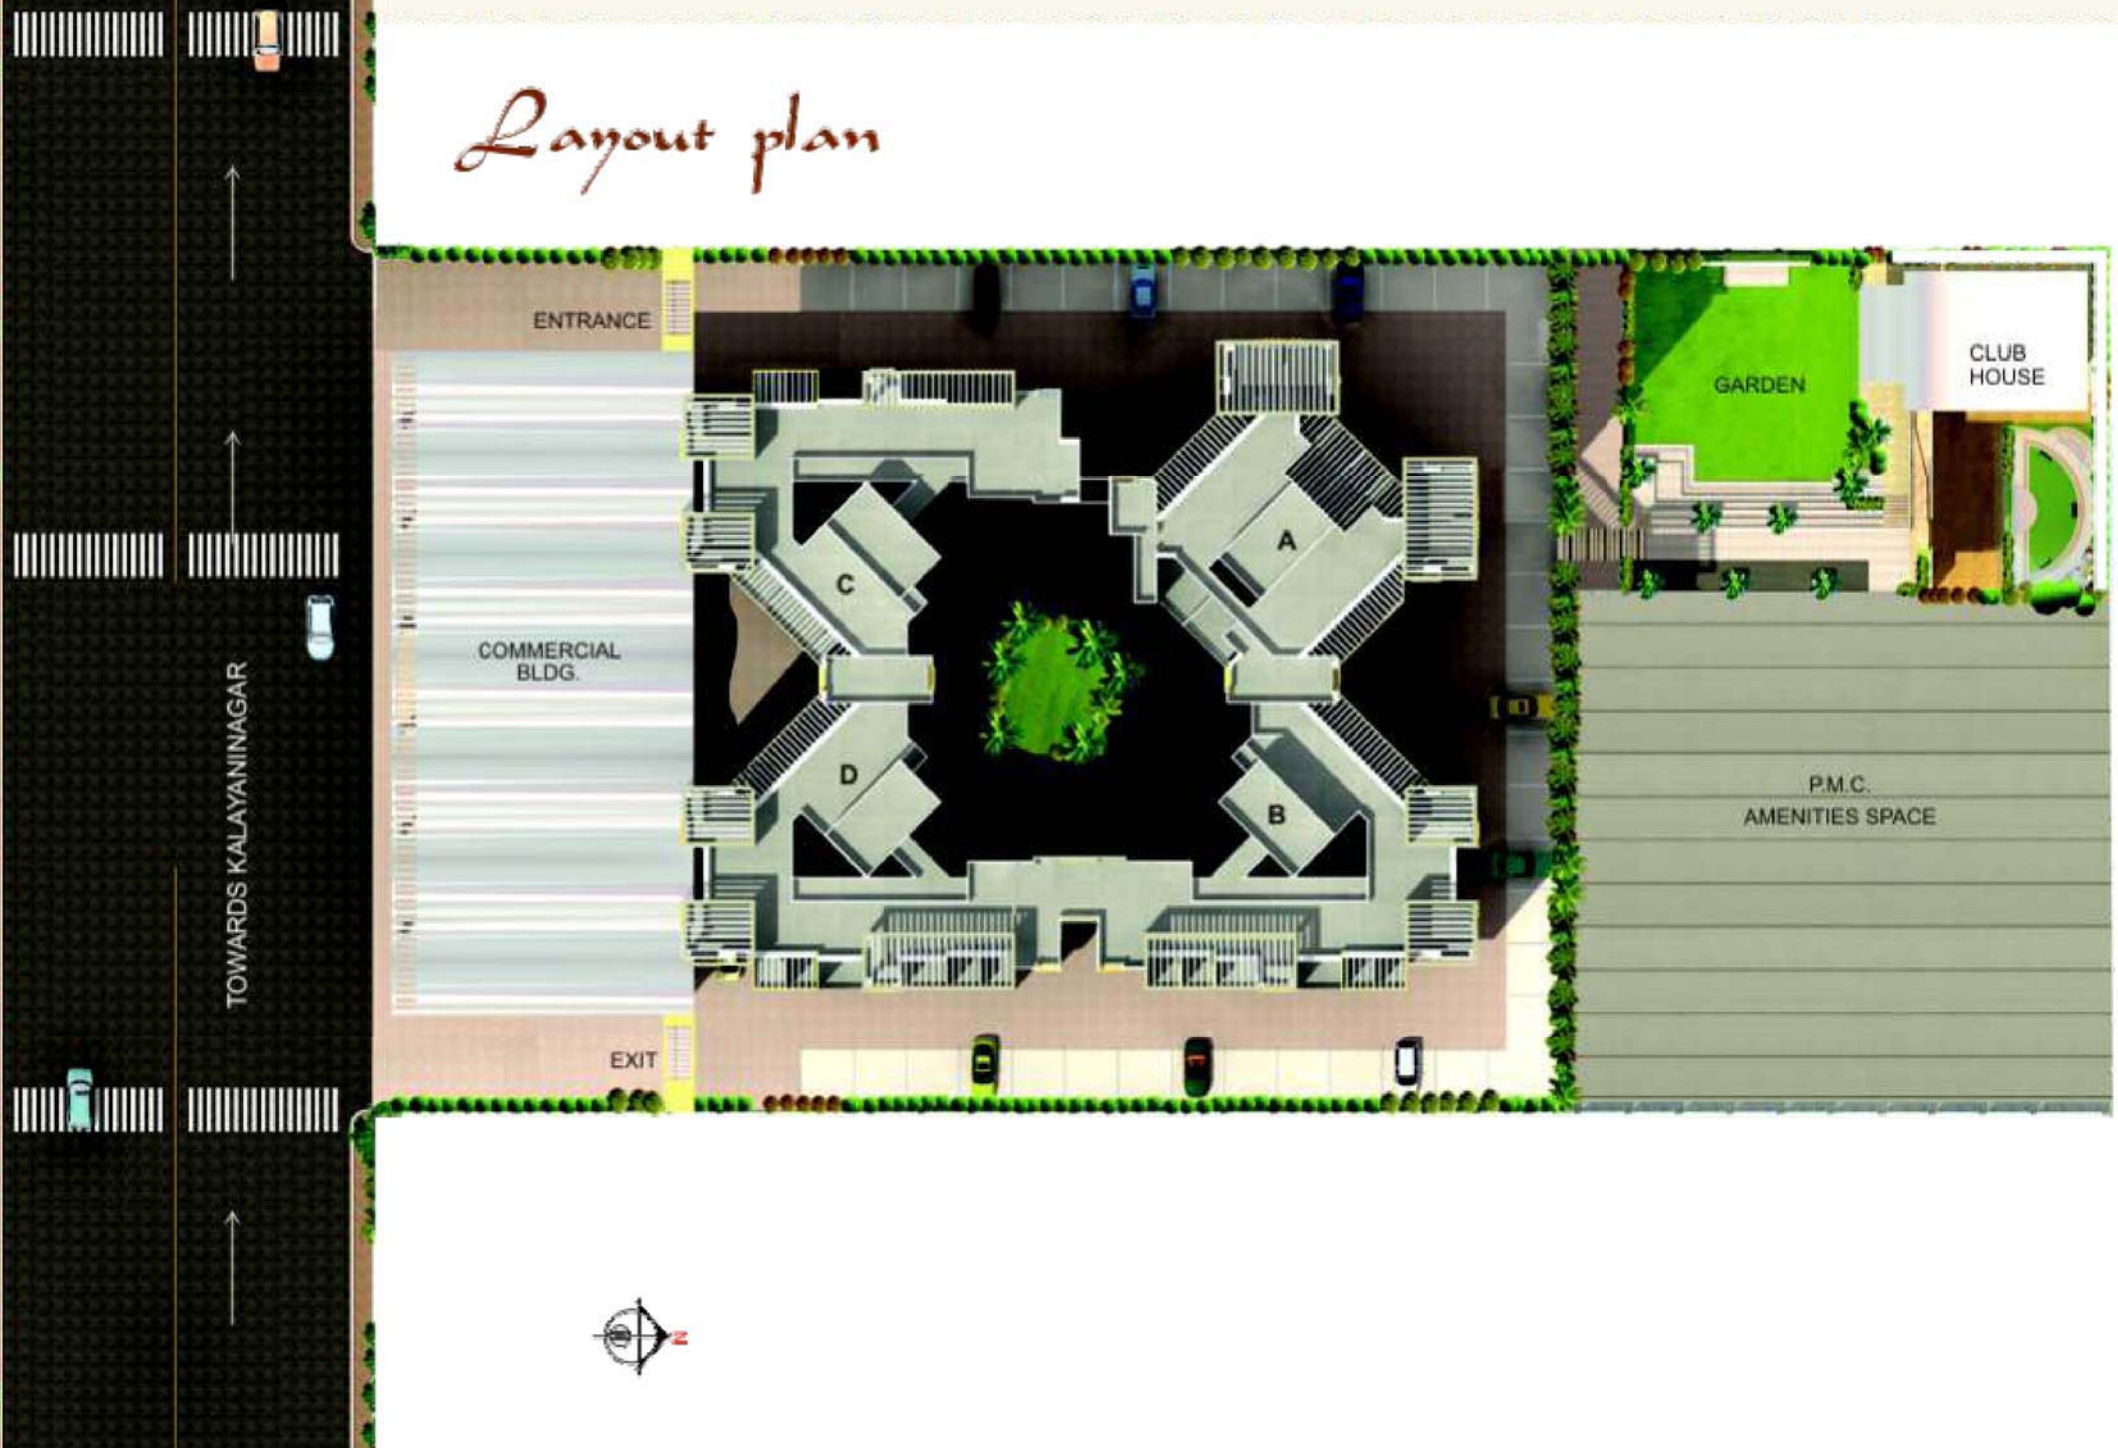 Layout plan
ENTRANCE
CLUB
HOUSE
GARDEN
A
C
COMMERCIAL
BLDG.
TOWARDS KALAYANINAGAR
D
B
P.M.C.
AMENITIES SPACE
EXIT
N